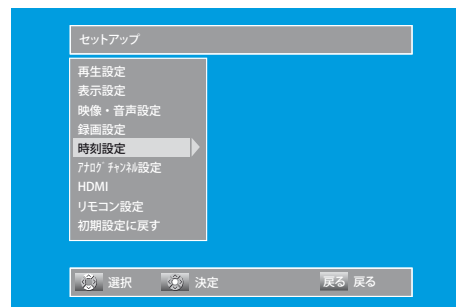 セットアップ
再生設定
表示設定
映像・音声設定
録画設定
時刻設定
ｱﾅﾛｸﾞ ﾁｬﾝﾈﾙ設定
HDMI
リモコン設定
初期設定に戻す
選択 決定 戻る 戻る